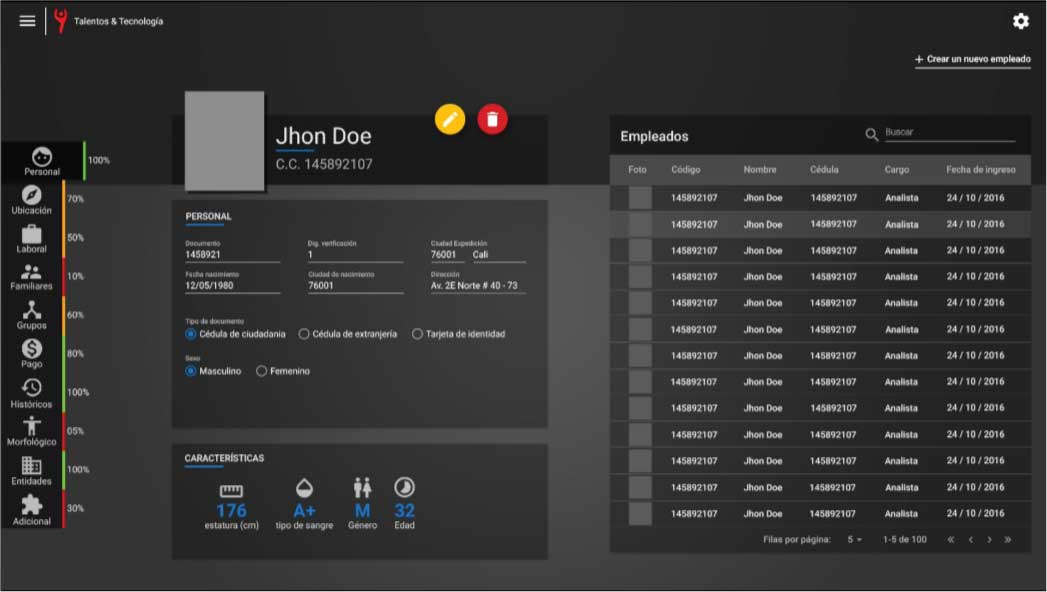 Talentos & Tecnología
+ Crear un nuevo empleado
Personal 100%
Ubicación 70%
Laboral 50%
Familiares 10%
Grupos 60%
Pago 80%
Históricos 100%
Morfológico 05%
Entidades 100%
Adicional 30%
Jhon Doe
C.C. 145892107
PERSONAL
Documento Dig. verificación Ciudad Expedición
1458921 1 76001 Cali
Fecha nacimiento Ciudad de nacimiento Dirección
12/05/1980 76001 Av. 2E Norte # 40 - 73
Tipo de documento
Cédula de ciudadania Cédula de extranjería Tarjeta de identidad
Sexo
Masculino Femenino
CARACTERÍSTICAS
176 A+ M 32
estatura (cm) tipo de sangre Género Edad
Empleados Buscar
Foto Código Nombre Cédula Cargo Fecha de ingreso
145892107 Jhon Doe 145892107 Analista 24 / 10 / 2016
145892107 Jhon Doe 145892107 Analista 24 / 10 / 2016
145892107 Jhon Doe 145892107 Analista 24 / 10 / 2016
145892107 Jhon Doe 145892107 Analista 24 / 10 / 2016
145892107 Jhon Doe 145892107 Analista 24 / 10 / 2016
145892107 Jhon Doe 145892107 Analista 24 / 10 / 2016
145892107 Jhon Doe 145892107 Analista 24 / 10 / 2016
145892107 Jhon Doe 145892107 Analista 24 / 10 / 2016
145892107 Jhon Doe 145892107 Analista 24 / 10 / 2016
145892107 Jhon Doe 145892107 Analista 24 / 10 / 2016
145892107 Jhon Doe 145892107 Analista 24 / 10 / 2016
145892107 Jhon Doe 145892107 Analista 24 / 10 / 2016
145892107 Jhon Doe 145892107 Analista 24 / 10 / 2016
Filas por página: 5 1-5 de 100